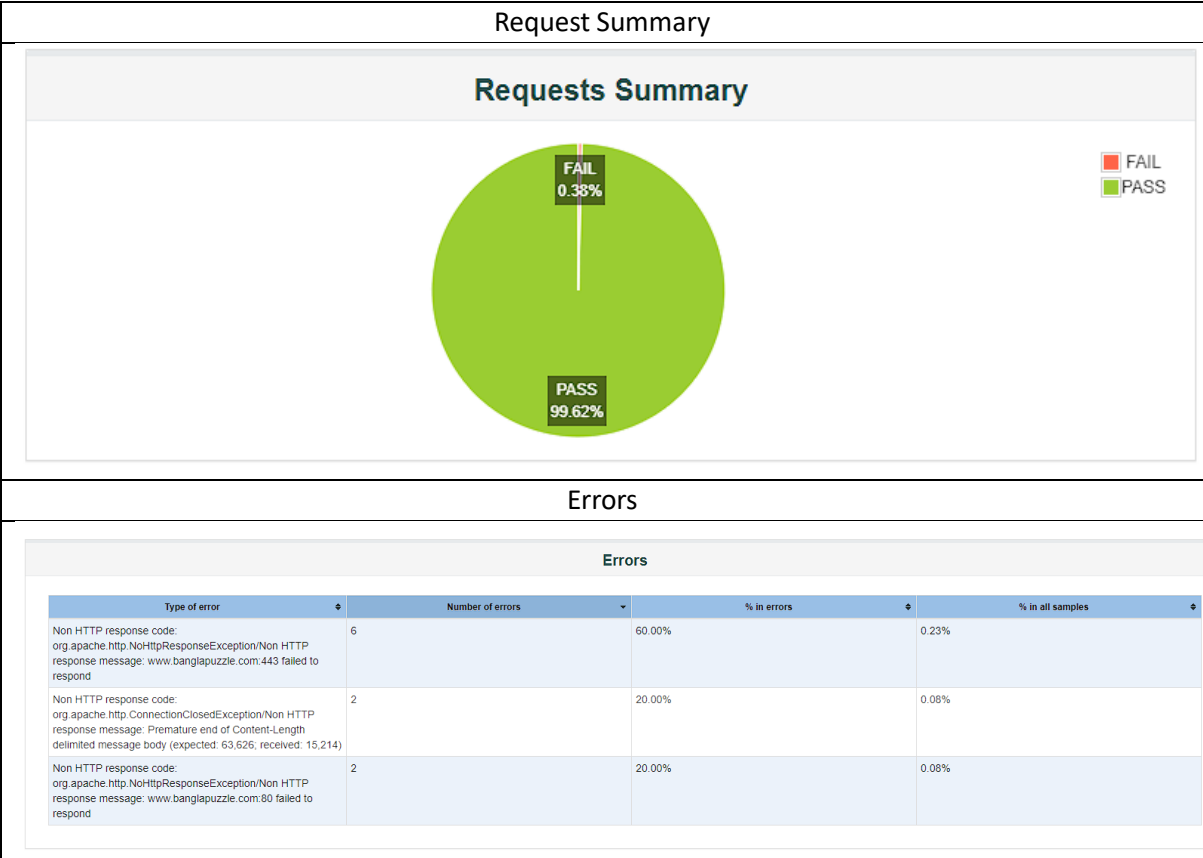 Request Summary
Requests Summary
FAIL
0.38%
FAIL
PASS
PASS
99.62%
Errors
Errors
Type of error
Number of errors
% in errors
% in all samples
Non HTTP response code:
org.apache.http.NoHttpResponseException/Non HTTP
response message: www.banglapuzzle.com:443 failed to
respond
6
60.00%
0.23%
Non HTTP response code:
org.apache.http.ConnectionClosedException/Non HTTP
response message: Premature end of Content-Length
delimited message body (expected: 63,626; received: 15,214)
2
20.00%
0.08%
Non HTTP response code:
org.apache.http.NoHttpResponseException/Non HTTP
response message: www.banglapuzzle.com:80 failed to
respond
2
20.00%
0.08%